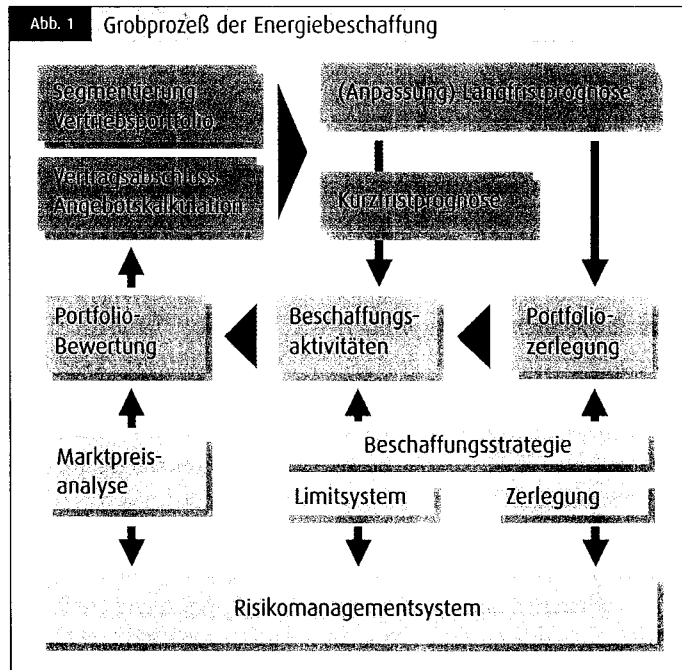 Abb. 1 Grobprozeß der Energiebeschaffung
Segmentierung
Vertriebsportfolio
(Anpassung) Langfristprognose
Vertragsabschluss
Angebotskalkulation
Kurzfristprognose
Portfolio-
Bewertung
Beschaffungs-
aktivitäten
Portfolio-
zerlegung
Marktpreis-
analyse
Beschaffungsstrategie
Limitsystem
Zerlegung
Risikomanagementsystem